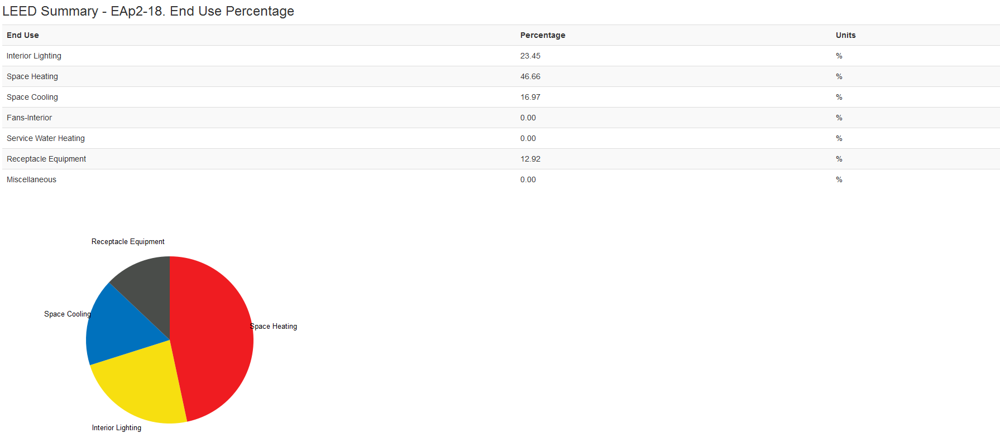 LEED Summary - EAp2-18. End Use Percentage
End Use Percentage Units
Interior Lighting 23.45 %
Space Heating 46.66 %
Space Cooling 16.97 %
Fans-Interior 0.00 %
Service Water Heating 0.00 %
Receptacle Equipment 12.92 %
Miscellaneous 0.00 %
Receptacle Equipment
Space Cooling
Space Heating
Interior Lighting